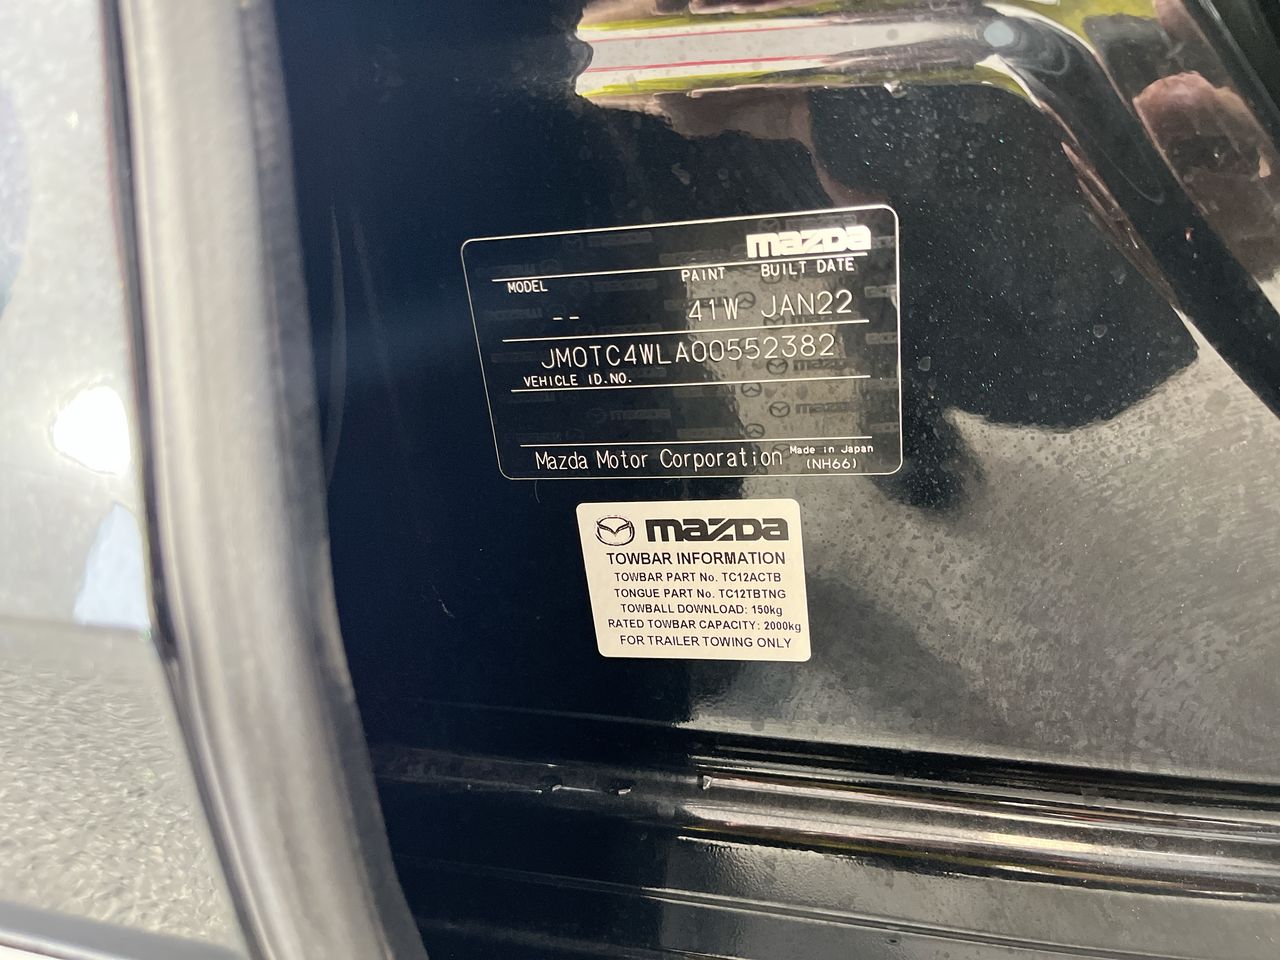 mazda
MODEL PAINT BUILT DATE
-- 41W JAN22
JM0TC4WLA00552382
VEHICLE ID.NO.
Mazda Motor Corporation Made in Japan
(NH66)
mazda
TOWBAR INFORMATION
TOWBAR PART No. TC12ACTB
TONGUE PART No. TC12TBTNG
TOWBALL DOWNLOAD: 150kg
RATED TOWBAR CAPACITY: 2000kg
FOR TRAILER TOWING ONLY